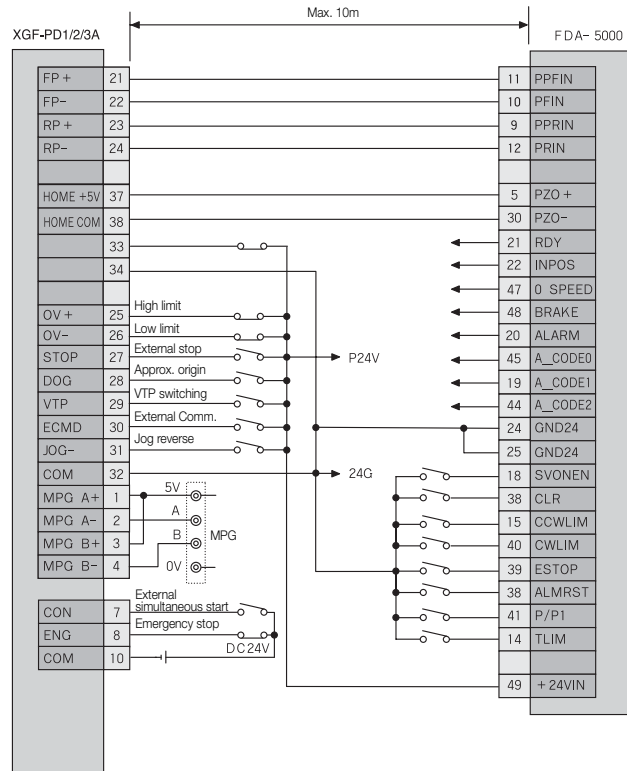 Max. 10m
XGF-PD1/2/3A
FDA-5000
FP+ 21
FP- 22
RP+ 23
RP- 24
HOME +5V 37
HOME COM 38
33
34
OV+ 25 High limit
OV- 26 Low limit
STOP 27 External stop
DOG 28 Approx. origin
VTP 29 VTP switching
ECMD 30 External Comm.
JOG- 31 Jog reverse
COM 32
MPG A+ 1
MPG A- 2
MPG B+ 3
MPG B- 4
5V
A
B
0V
MPG
P24V
24G
CON 7 External simultaneous start
ENG 8 Emergency stop
COM 10
DC24V
11 PPFIN
10 PFIN
9 PPRIN
12 PRIN
5 PZO+
30 PZO-
21 RDY
22 INPOS
47 0 SPEED
48 BRAKE
20 ALARM
45 A_CODE0
19 A_CODE1
44 A_CODE2
24 GND24
25 GND24
18 SVONEN
38 CLR
15 CCWLIM
40 CWLIM
39 ESTOP
38 ALMRST
41 P/P1
14 TLIM
49 +24VIN